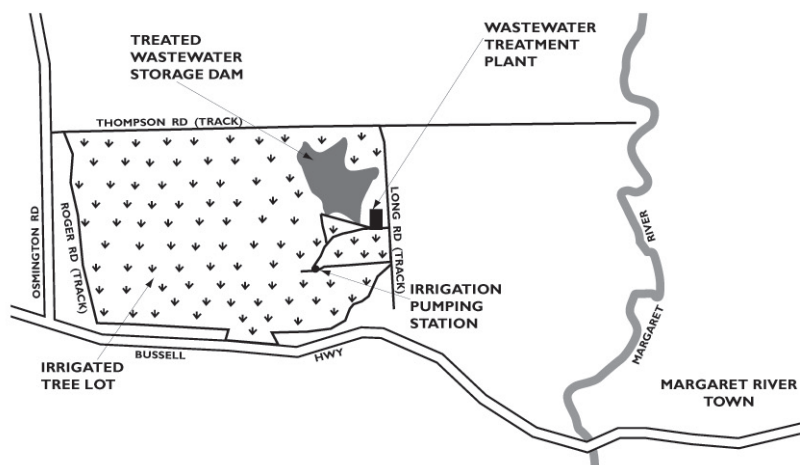 TREATED
WASTEWATER
STORAGE DAM
WASTEWATER
TREATMENT
PLANT
THOMPSON RD (TRACK)
OSMINGTON RD
ROGER RD (TRACK)
LONG RD (TRACK)
RIVER
MARGARET
IRRIGATION
PUMPING
STATION
IRRIGATED
TREE LOT
BUSSELL
HWY
MARGARET RIVER
TOWN